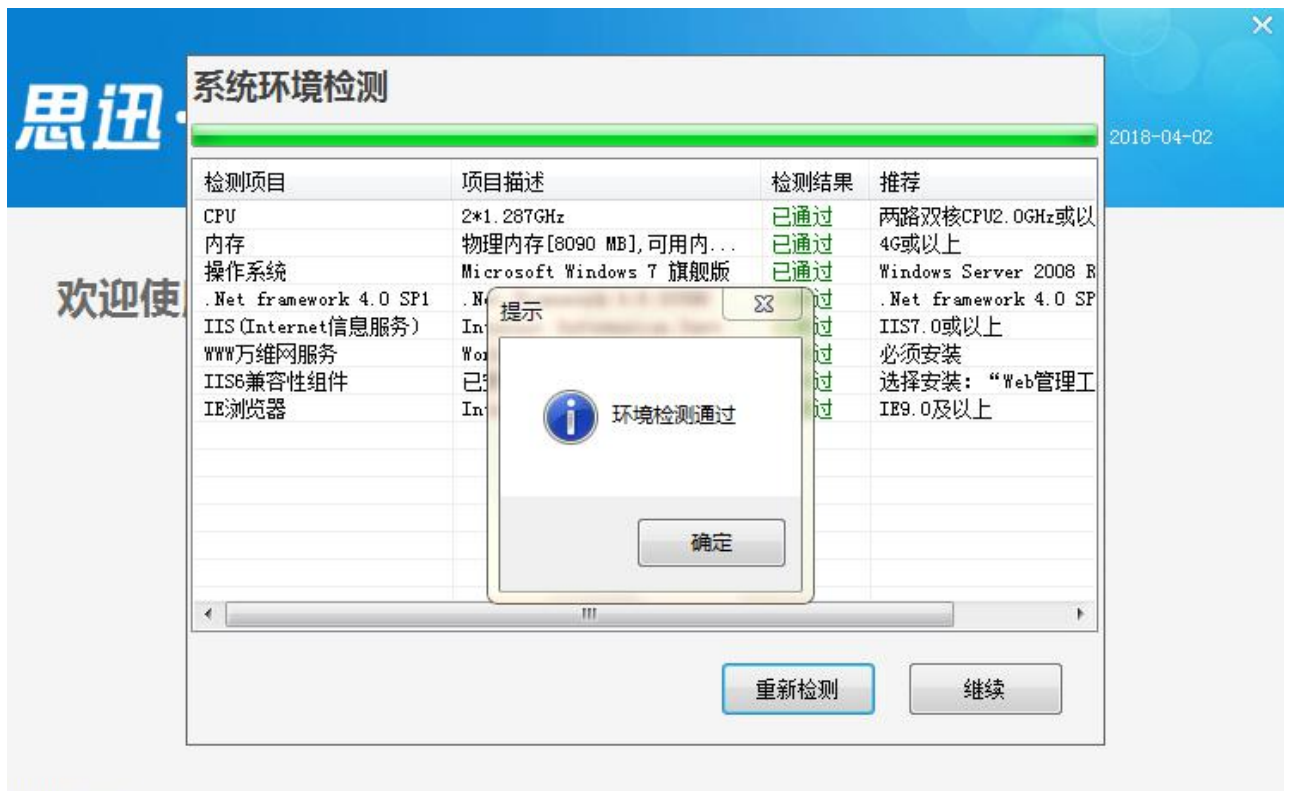 思迅·
2018-04-02
欢迎使
系统环境检测
检测项目 项目描述 检测结果 推荐
CPU 2*1.287GHz 已通过 两路双核CPU2.0GHz或以
内存 物理内存[8090 MB],可用内... 已通过 4G或以上
操作系统 Microsoft Windows 7 旗舰版 已通过 Windows Server 2008 R
.Net framework 4.0 SP1 .N 过 .Net framework 4.0 SP
IIS(Internet信息服务) In 过 IIS7.0或以上
WWW万维网服务 Wo 过 必须安装
IIS6兼容性组件 已 过 选择安装：“Web管理工
IE浏览器 In 过 IE9.0及以上
提示
环境检测通过
确定
重新检测 继续